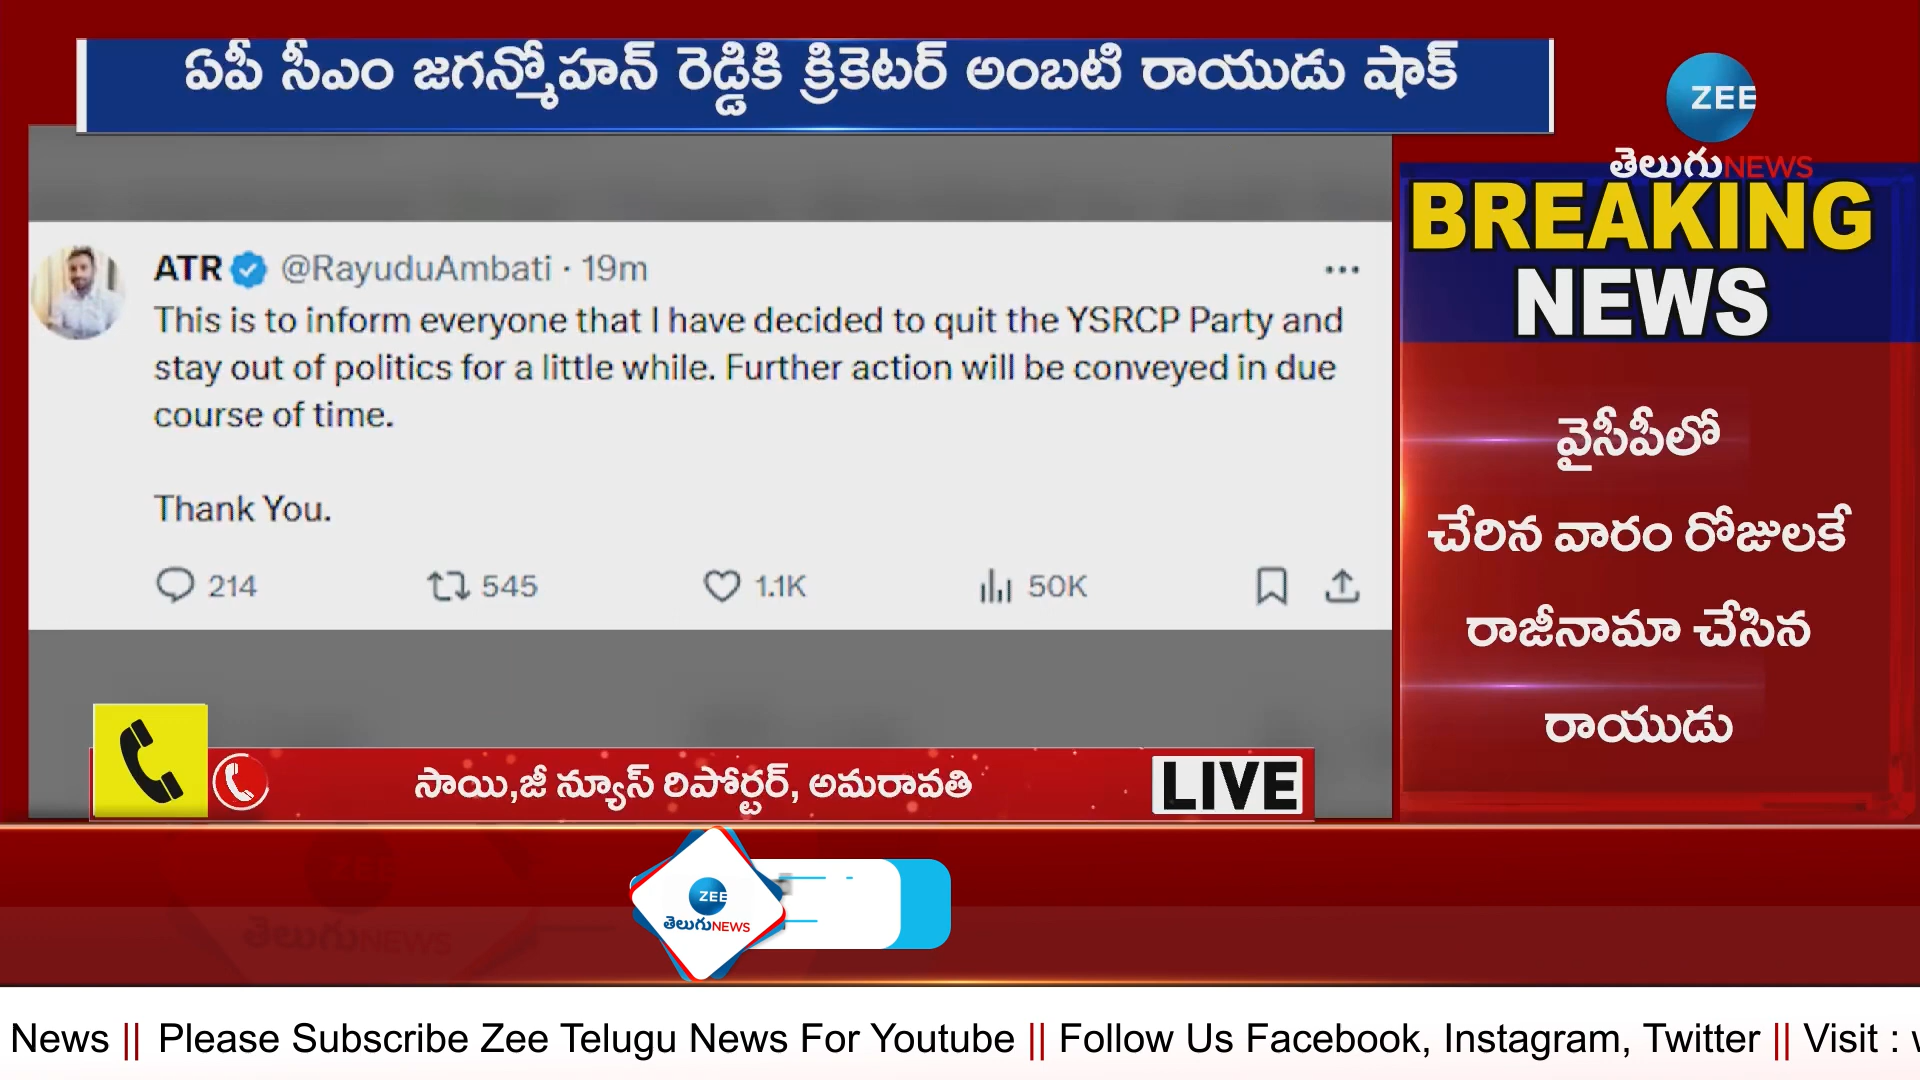 ఏపీ సీఎం జగన్మోహన్ రెడ్డికి క్రికెటర్ అంబటి రాయుడు షాక్
ZEE
తెలుగుNEWS
BREAKING
NEWS
ATR @RayuduAmbati · 19m
This is to inform everyone that I have decided to quit the YSRCP Party and
stay out of politics for a little while. Further action will be conveyed in due
course of time.
Thank You.
214 545 1.1K 50K
వైసీపీలో
చేరిన వారం రోజులకే
రాజీనామా చేసిన
రాయుడు
సాయి,జీ న్యూస్ రిపోర్టర్, అమరావతి
LIVE
ZEE
తెలుగుNEWS
ZEE
తెలుగుNEWS
News || Please Subscribe Zee Telugu News For Youtube || Follow Us Facebook, Instagram, Twitter || Visit :